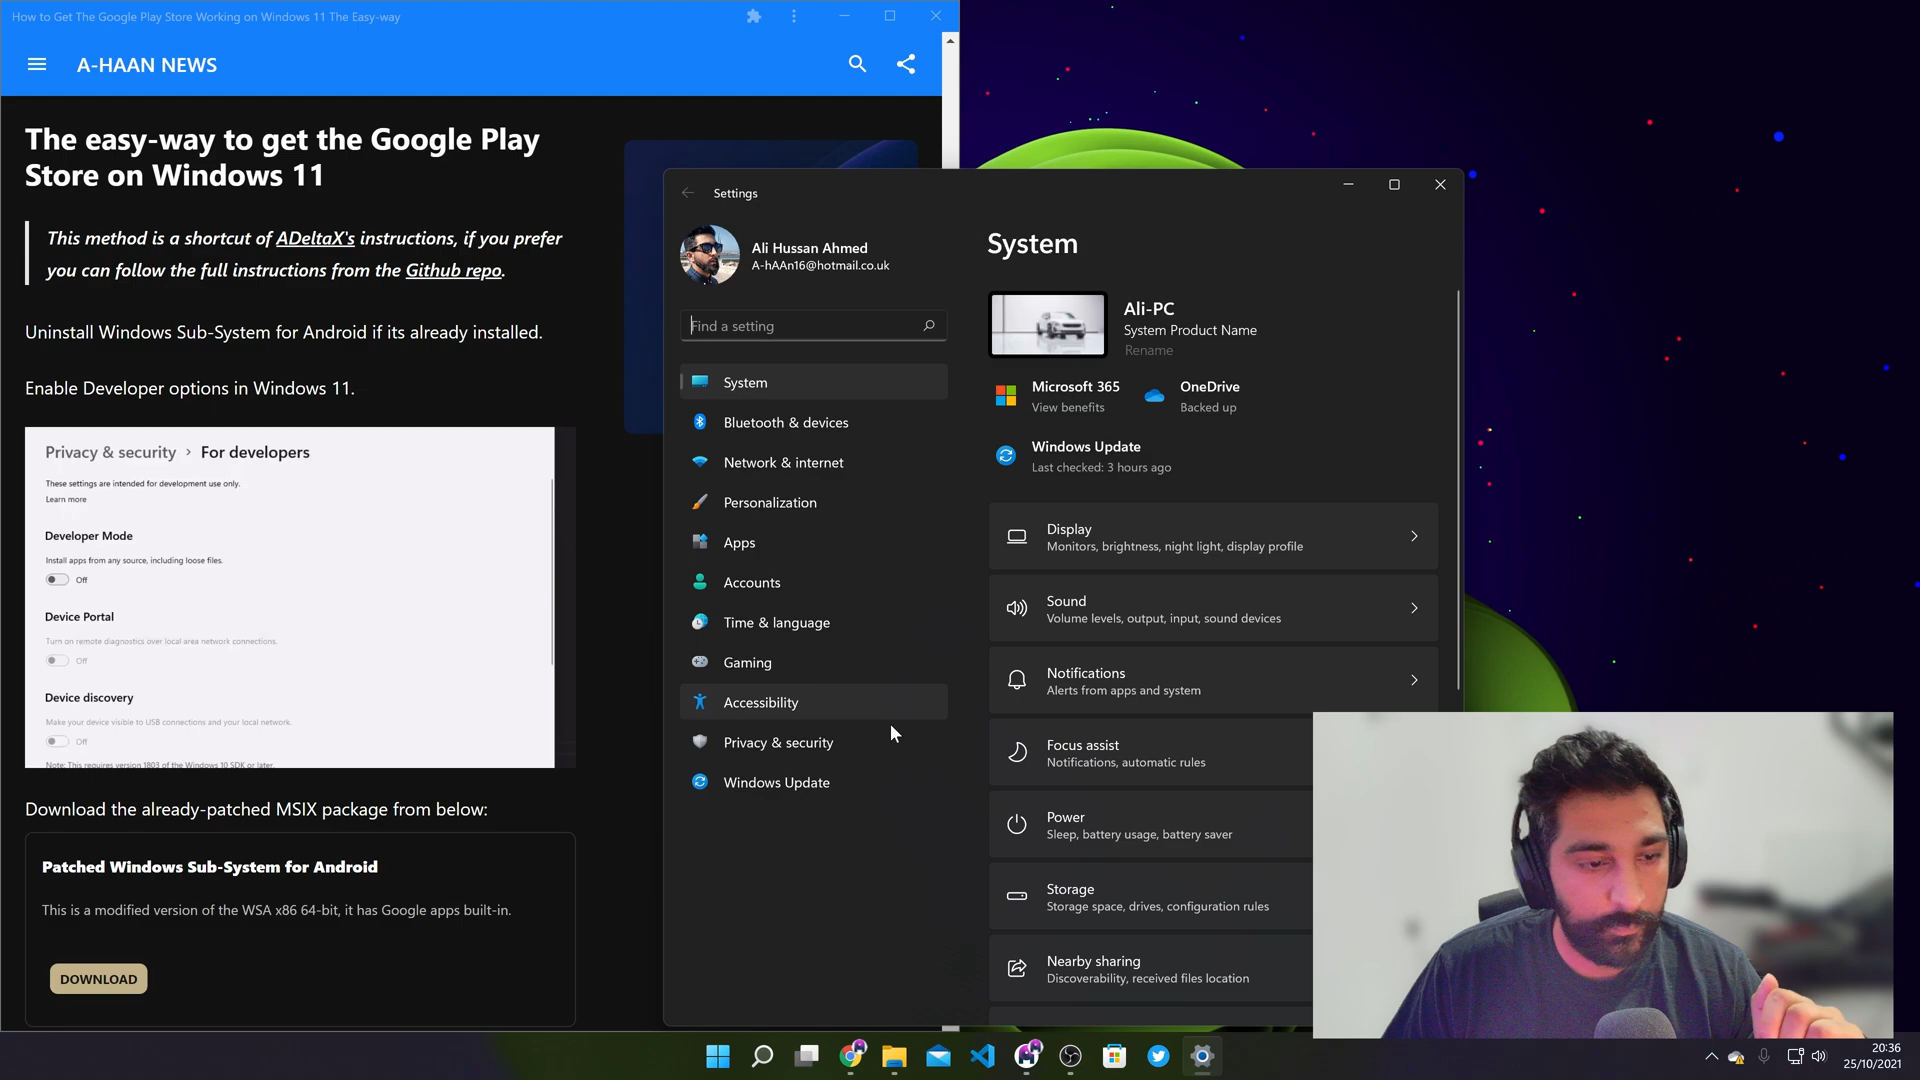 How to Get The Google Play Store Working on Windows 11 The Easy-way
A-HAAN NEWS
The easy-way to get the Google Play
Store on Windows 11
This method is a shortcut of ADeltaX's instructions, if you prefer
you can follow the full instructions from the Github repo.
Uninstall Windows Sub-System for Android if its already installed.
Enable Developer options in Windows 11.
Privacy & security › For developers
These settings are intended for development use only.
Learn more
Developer Mode
Install apps from any source, including loose files.
Off
Device Portal
Turn on remote diagnostics over local area network connections.
Off
Device discovery
Make your device visible to USB connections and your local network.
Off
Note: This requires version 1803 of the Windows 10 SDK or later.
Download the already-patched MSIX package from below:
Patched Windows Sub-System for Android
This is a modified version of the WSA x86 64-bit, it has Google apps built-in.
DOWNLOAD
Settings
Ali Hussan Ahmed
A-hAAn16@hotmail.co.uk
Find a setting
System
Bluetooth & devices
Network & internet
Personalization
Apps
Accounts
Time & language
Gaming
Accessibility
Privacy & security
Windows Update
System
Ali-PC
System Product Name
Rename
Microsoft 365
View benefits
OneDrive
Backed up
Windows Update
Last checked: 3 hours ago
Display
Monitors, brightness, night light, display profile
Sound
Volume levels, output, input, sound devices
Notifications
Alerts from apps and system
Focus assist
Notifications, automatic rules
Power
Sleep, battery usage, battery saver
Storage
Storage space, drives, configuration rules
Nearby sharing
Discoverability, received files location
20:36
25/10/2021